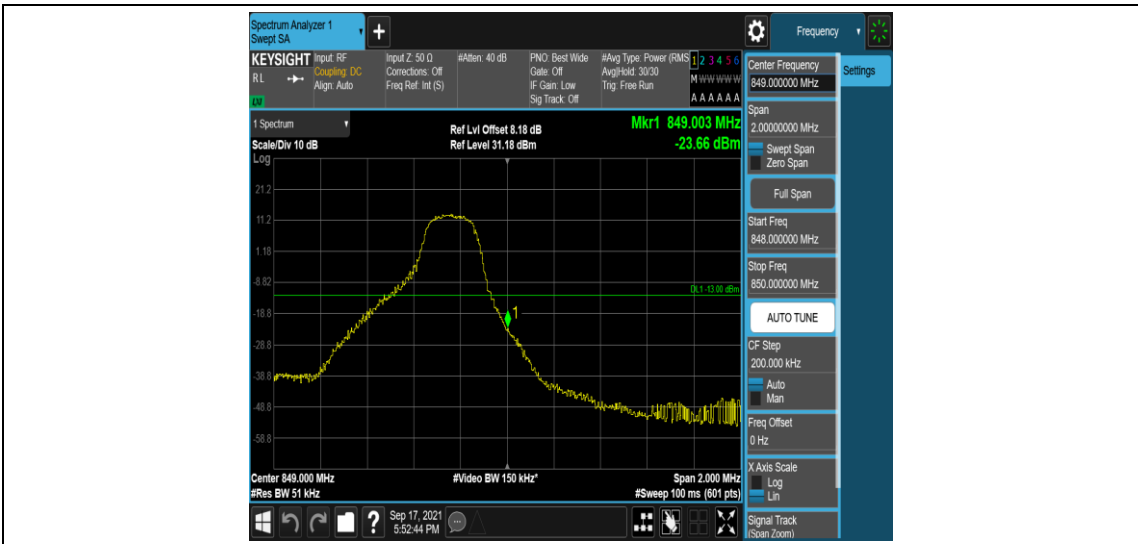 Spectrum Analyzer 1
Swept SA
+
Frequency
KEYSIGHT
RL
LXI
Input: RF
Coupling: DC
Align: Auto
Input Z: 50 Ω
Corrections: Off
Freq Ref: Int (S)
#Atten: 40 dB
PNO: Best Wide
Gate: Off
IF Gain: Low
Sig Track: Off
#Avg Type: Power (RMS
Avg|Hold: 30/30
Trig: Free Run
1 2 3 4 5 6
M W W W W W
A A A A A A
1 Spectrum
Scale/Div 10 dB
Log
Ref Lvl Offset 8.18 dB
Ref Level 31.18 dBm
Mkr1 849.003 MHz
-23.66 dBm
21.2
11.2
1.18
-8.82
DL1 -13.00 dBm
-18.8
1
-28.8
-38.8
-48.8
-58.8
Center 849.000 MHz
#Video BW 150 kHz*
Span 2.000 MHz
#Res BW 51 kHz
#Sweep 100 ms (601 pts)
?
Sep 17, 2021
5:52:44 PM
Center Frequency
849.000000 MHz
Settings
Span
2.00000000 MHz
Swept Span
Zero Span
Full Span
Start Freq
848.000000 MHz
Stop Freq
850.000000 MHz
AUTO TUNE
CF Step
200.000 kHz
Auto
Man
Freq Offset
0 Hz
X Axis Scale
Log
Lin
Signal Track
(Span Zoom)